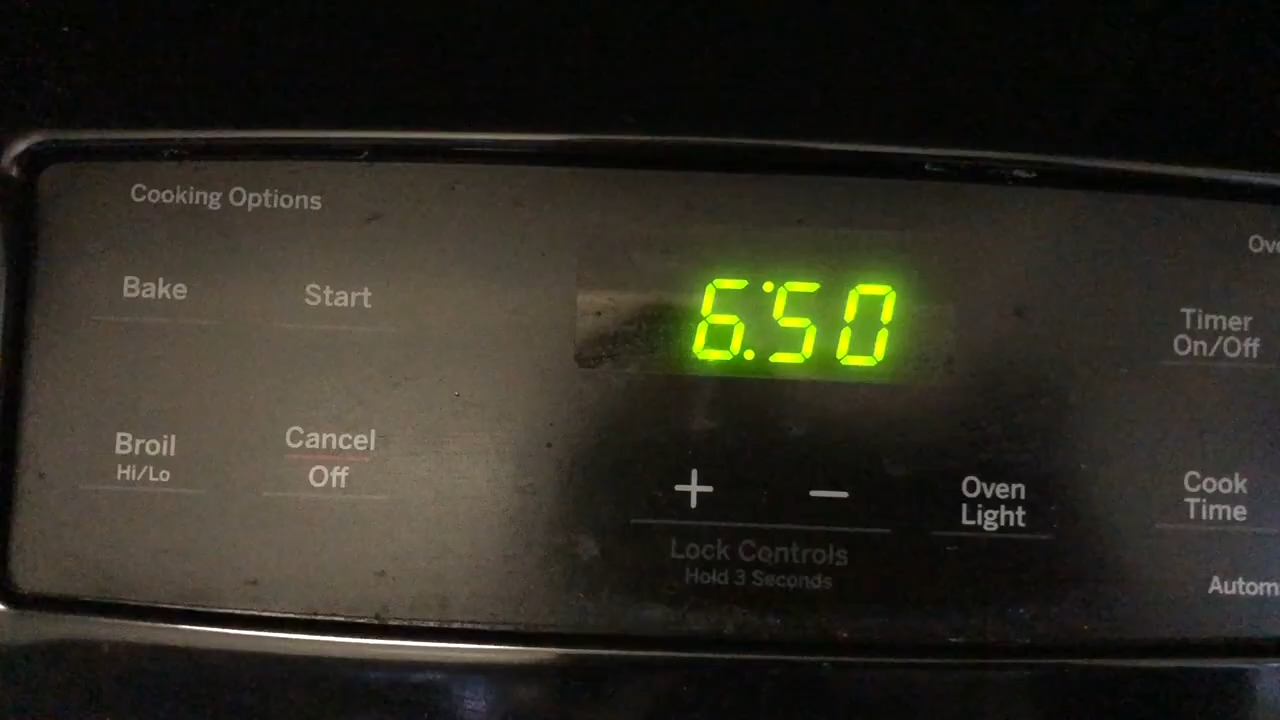 Cooking Options
Bake
Start
6:50
Timer
On/Off
Broil
Hi/Lo
Cancel
Off
+
−
Oven
Light
Cook
Time
Lock Controls
Hold 3 Seconds